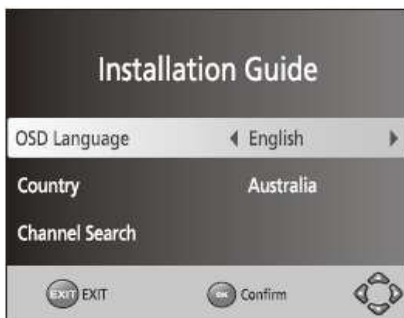 Installation Guide
OSD Language English
Country Australia
Channel Search
EXIT EXIT OK Confirm